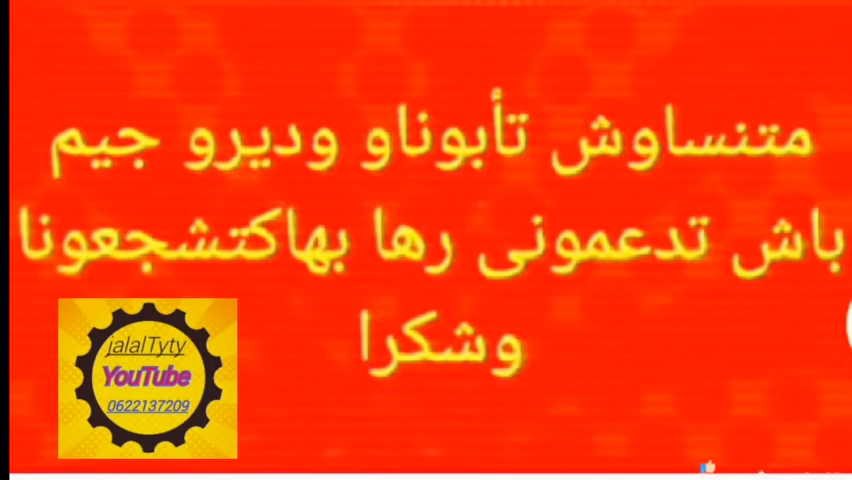 متنساوش تأبوناو وديرو جيم
باش تدعمونى رها بهاكتشجعونا
وشكرا
jalalTyty
YouTube
0622137209